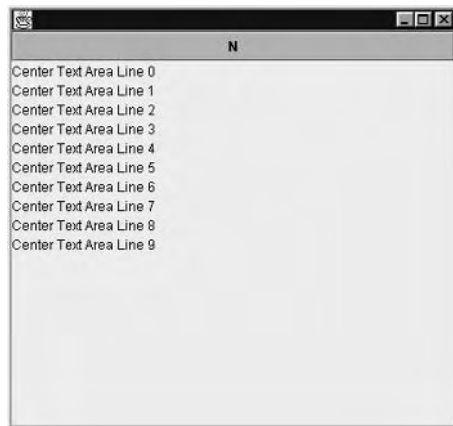 N
Center Text Area Line 0
Center Text Area Line 1
Center Text Area Line 2
Center Text Area Line 3
Center Text Area Line 4
Center Text Area Line 5
Center Text Area Line 6
Center Text Area Line 7
Center Text Area Line 8
Center Text Area Line 9